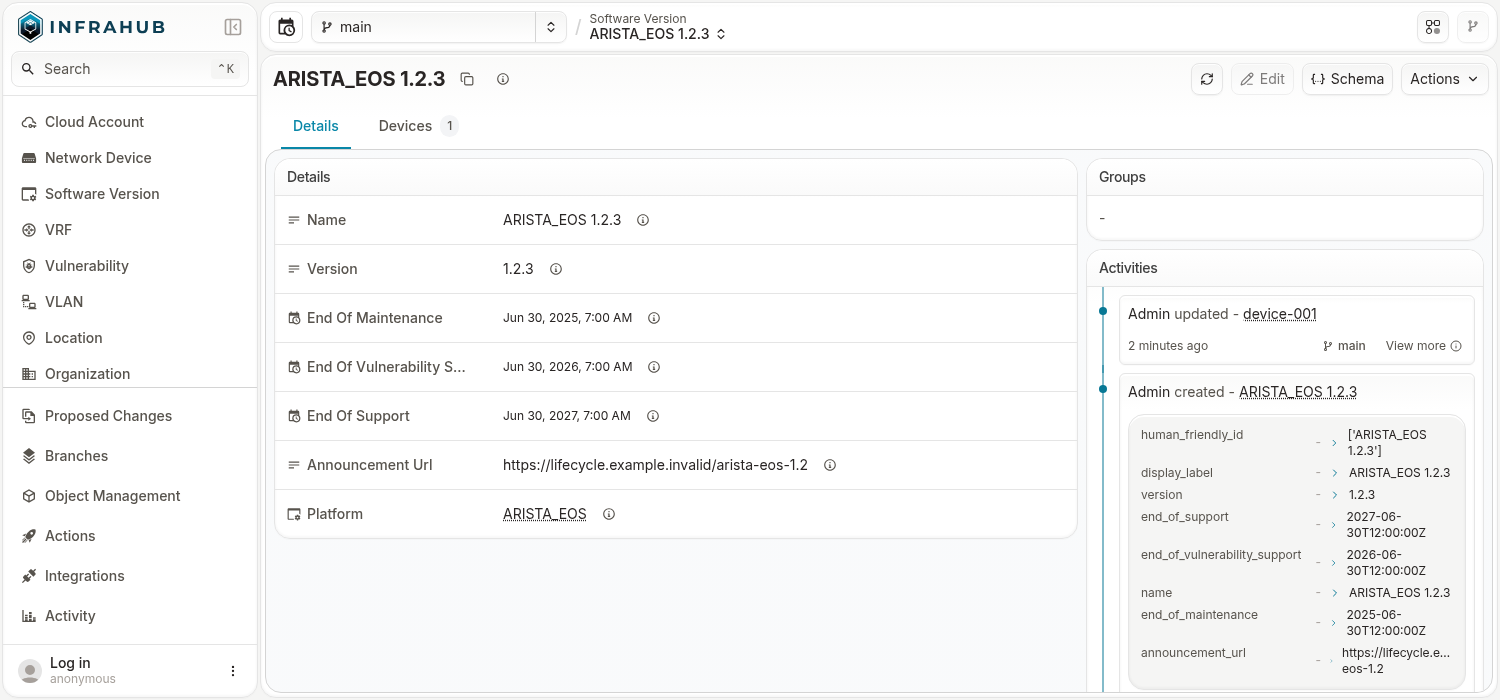 INFRAHUB
Search
^K
Cloud Account
Network Device
Software Version
VRF
Vulnerability
VLAN
Location
Organization
Proposed Changes
Branches
Object Management
Actions
Integrations
Activity
Log in
anonymous
main
/
Software Version
ARISTA_EOS 1.2.3
ARISTA_EOS 1.2.3
Edit
Schema
Actions
Details
Devices 1
Details
Name ARISTA_EOS 1.2.3
Version 1.2.3
End Of Maintenance Jun 30, 2025, 7:00 AM
End Of Vulnerability S... Jun 30, 2026, 7:00 AM
End Of Support Jun 30, 2027, 7:00 AM
Announcement Url https://lifecycle.example.invalid/arista-eos-1.2
Platform ARISTA_EOS
Groups
-
Activities
Admin updated - device-001
2 minutes ago main View more
Admin created - ARISTA_EOS 1.2.3
human_friendly_id - ['ARISTA_EOS
1.2.3']
display_label - ARISTA_EOS 1.2.3
version - 1.2.3
end_of_support - 2027-06-
30T12:00:00Z
end_of_vulnerability_support - 2026-06-
30T12:00:00Z
name - ARISTA_EOS 1.2.3
end_of_maintenance - 2025-06-
30T12:00:00Z
announcement_url - https://lifecycle.e...
eos-1.2